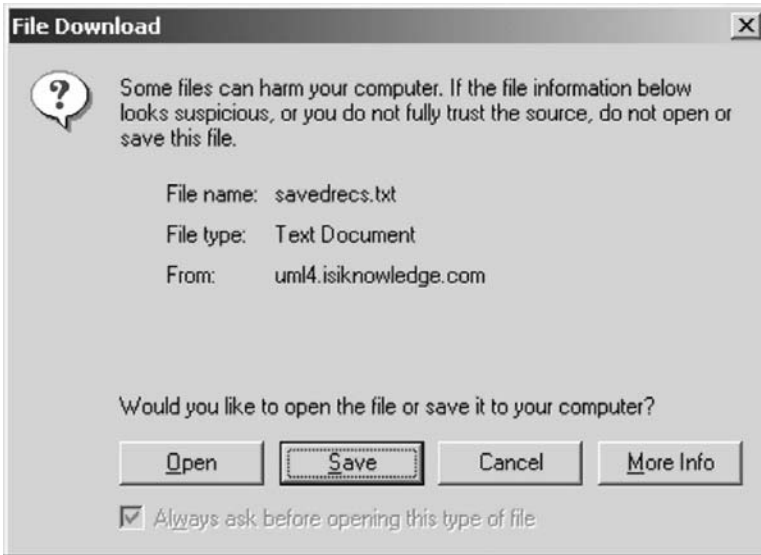 File Download
Some files can harm your computer. If the file information below
looks suspicious, or you do not fully trust the source, do not open or
save this file.
File name: savedrecs.txt
File type: Text Document
From: uml4.isiknowledge.com
Would you like to open the file or save it to your computer?
Open Save Cancel More Info
Always ask before opening this type of file